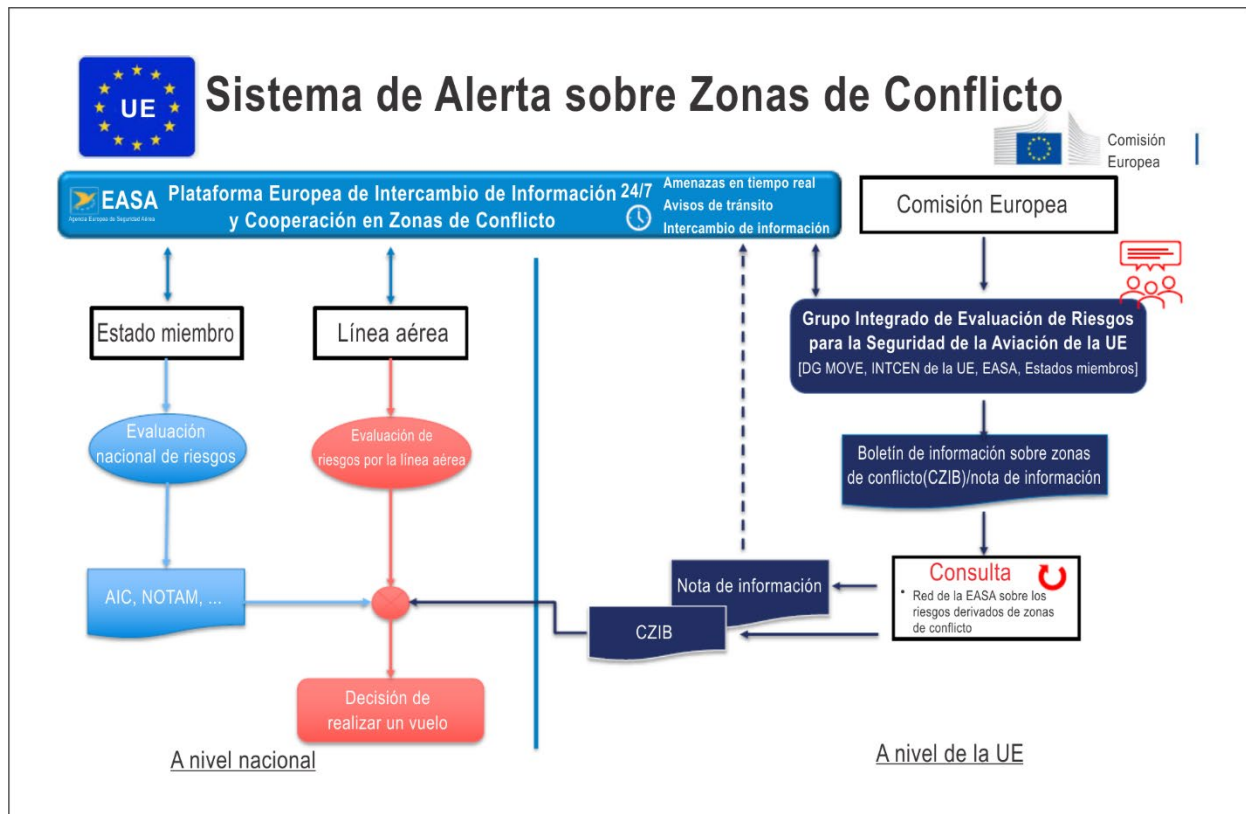 UE
Sistema de Alerta sobre Zonas de Conflicto
Comisión
Europea
EASA
Agencia Europea de Seguridad Aérea
Plataforma Europea de Intercambio de Información
y Cooperación en Zonas de Conflicto
24/7
Amenazas en tiempo real
Avisos de tránsito
Intercambio de información
Comisión Europea
Estado miembro
Línea aérea
Grupo Integrado de Evaluación de Riesgos
para la Seguridad de la Aviación de la UE
[DG MOVE, INTCEN de la UE, EASA, Estados miembros]
Evaluación
nacional de riesgos
Evaluación de
riesgos por la línea aérea
Boletín de información sobre zonas
de conflicto(CZIB)/nota de información
AIC, NOTAM, ...
Nota de información
CZIB
Consulta
• Red de la EASA sobre los
riesgos derivados de zonas
de conflicto
Decisión de
realizar un vuelo
A nivel nacional
A nivel de la UE